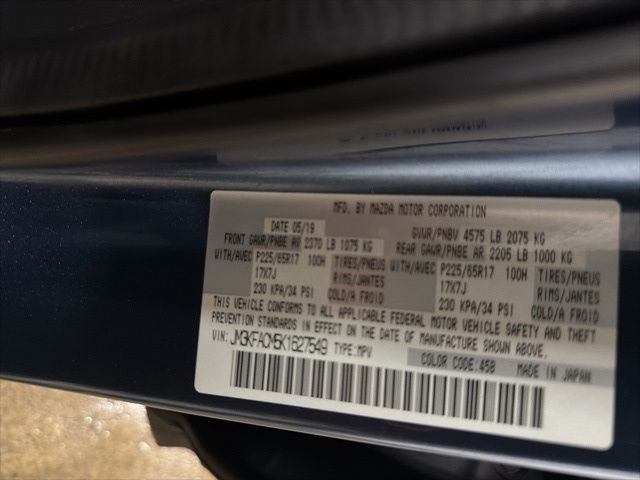 MFD. BY MAZDA MOTOR CORPORATION
DATE 05/19 GVWR/PNBV 4575 LB 2075 KG
FRONT GAWR/PNBE AV 2370 LB 1075 KG REAR GAWR/PNBE AR 2205 LB 1000 KG
WITH/AVEC P225/65R17 100H TIRES/PNEUS WITH/AVEC P225/65R17 100H TIRES/PNEUS
17X7J RIMS/JANTES 17X7J RIMS/JANTES
230 KPA/34 PSI COLD/A FROID 230 KPA/34 PSI COLD/A FROID
THIS VEHICLE CONFORMS TO ALL APPLICABLE FEDERAL MOTOR VEHICLE SAFETY AND THEFT
PREVENTION STANDARDS IN EFFECT ON THE DATE OF MANUFACTURE SHOWN ABOVE.
VIN: JM3KFACM5K1627549 TYPE:MPV
COLOR CODE:45B MADE IN JAPAN